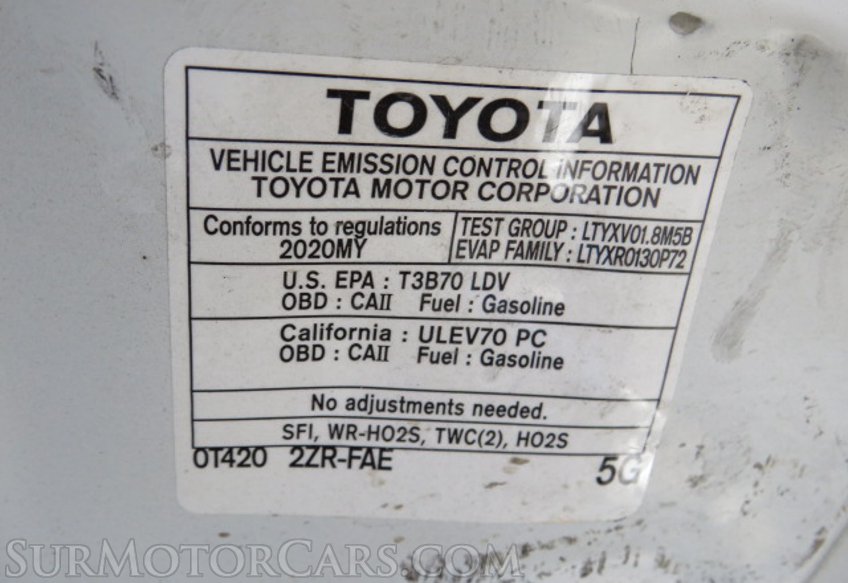 TOYOTA
VEHICLE EMISSION CONTROL INFORMATION
TOYOTA MOTOR CORPORATION
Conforms to regulations
2020MY
TEST GROUP : LTYXV01.8M5B
EVAP FAMILY : LTYXR0130P72
U.S. EPA : T3B70 LDV
OBD : CAII Fuel : Gasoline
California : ULEV70 PC
OBD : CAII Fuel : Gasoline
No adjustments needed.
SFI, WR-HO2S, TWC(2), HO2S
0T420 2ZR-FAE 5G
SurMotorCars.com